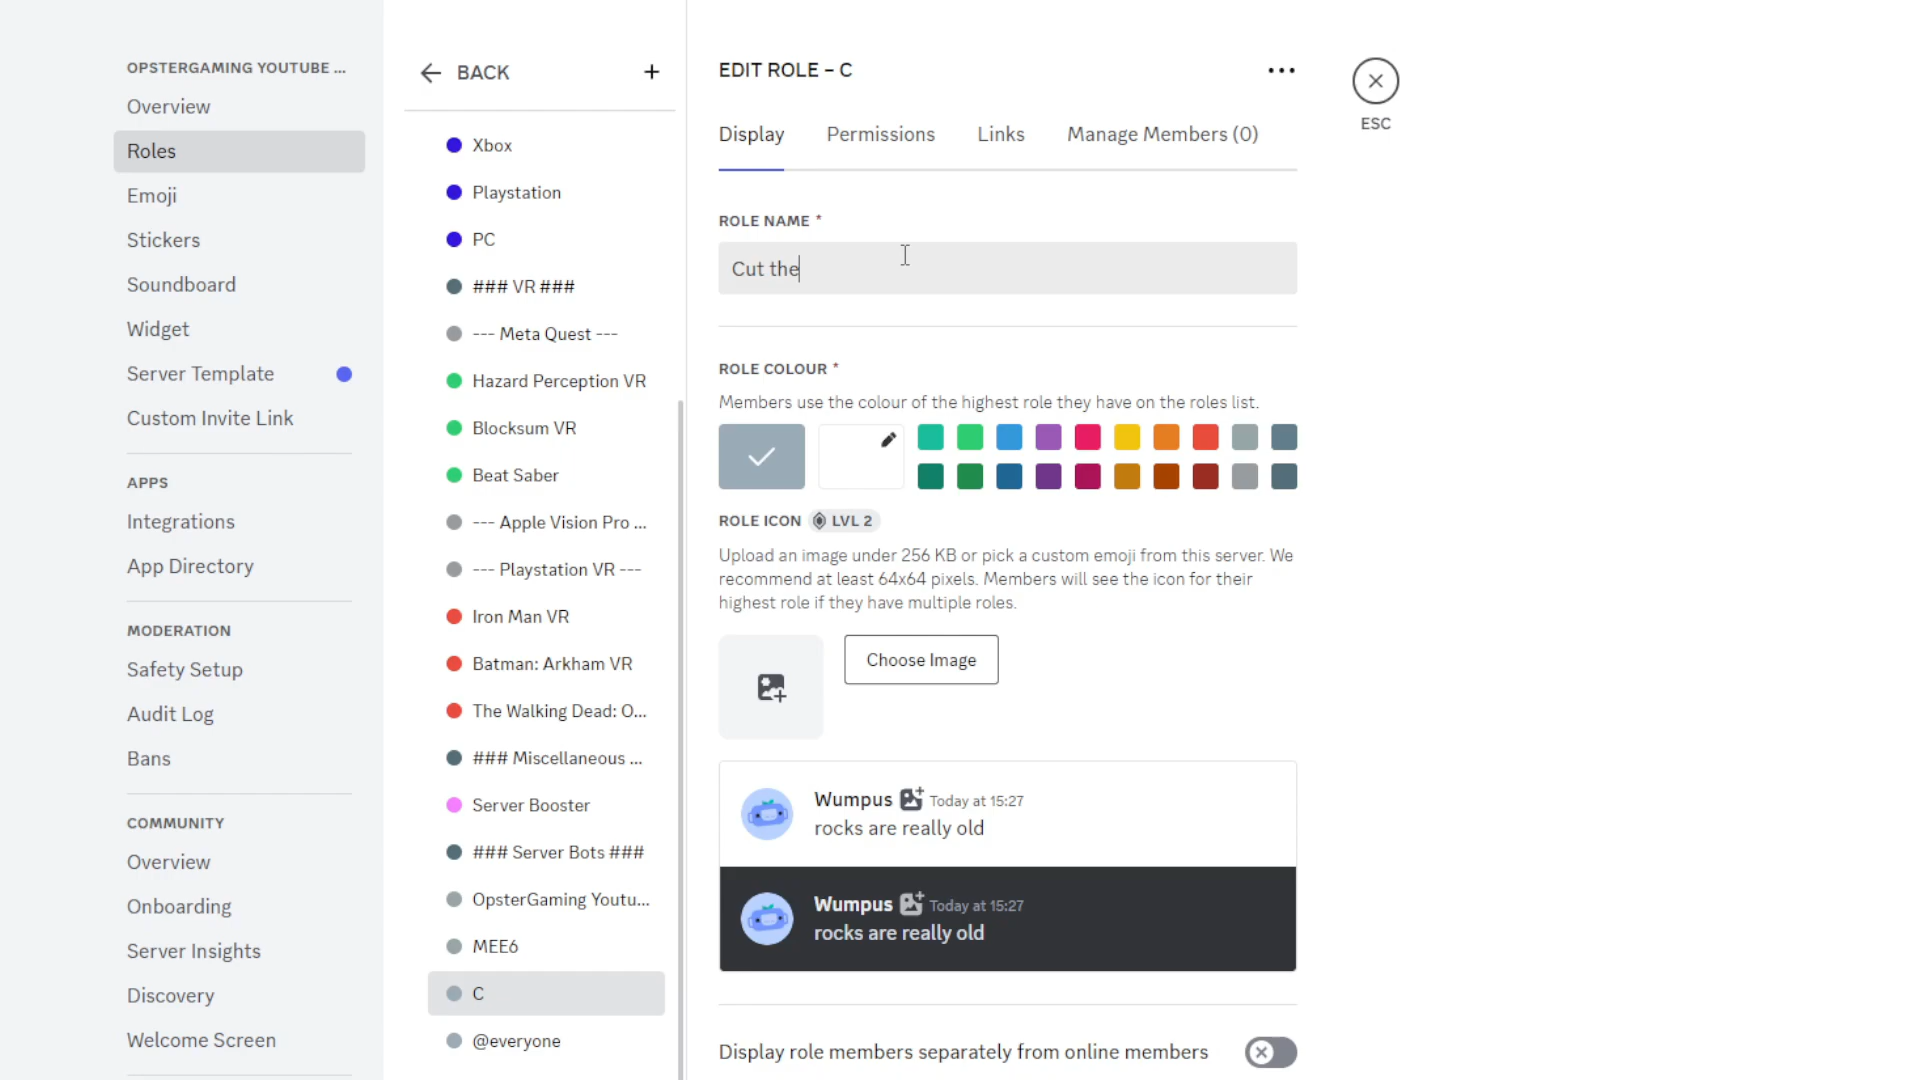 OPSTERGAMING YOUTUBE ...
Overview
Roles
Emoji
Stickers
Soundboard
Widget
Server Template
Custom Invite Link
APPS
Integrations
App Directory
MODERATION
Safety Setup
Audit Log
Bans
COMMUNITY
Overview
Onboarding
Server Insights
Discovery
Welcome Screen
BACK
Xbox
Playstation
PC
### VR ###
--- Meta Quest ---
Hazard Perception VR
Blocksum VR
Beat Saber
--- Apple Vision Pro ...
--- Playstation VR ---
Iron Man VR
Batman: Arkham VR
The Walking Dead: O...
### Miscellaneous ...
Server Booster
### Server Bots ###
OpsterGaming Youtu...
MEE6
C
@everyone
EDIT ROLE – C
Display Permissions Links Manage Members (0)
ROLE NAME *
Cut the
ROLE COLOUR *
Members use the colour of the highest role they have on the roles list.
ROLE ICON LVL 2
Upload an image under 256 KB or pick a custom emoji from this server. We
recommend at least 64x64 pixels. Members will see the icon for their
highest role if they have multiple roles.
Choose Image
Wumpus Today at 15:27
rocks are really old
Wumpus Today at 15:27
rocks are really old
Display role members separately from online members
ESC